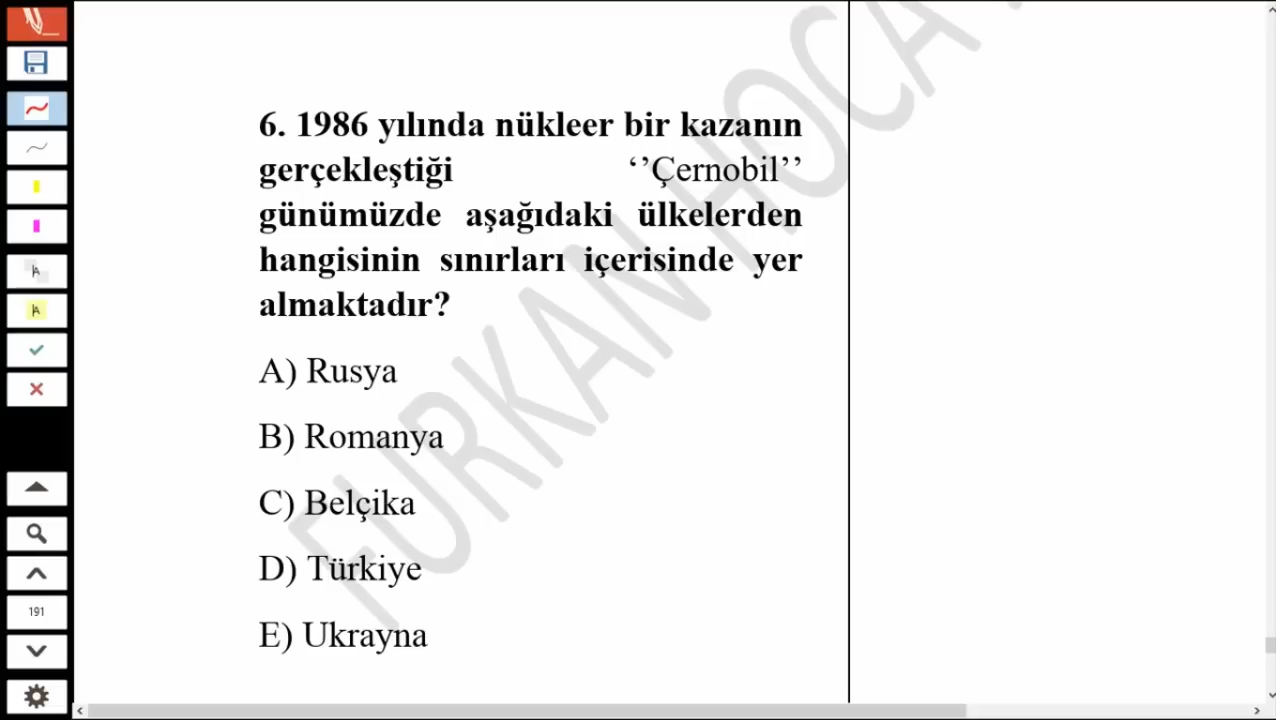 6. 1986 yılında nükleer bir kazanın
gerçekleştiği ‘’Çernobil’’
günümüzde aşağıdaki ülkelerden
hangisinin sınırları içerisinde yer
almaktadır?
A) Rusya
B) Romanya
C) Belçika
D) Türkiye
E) Ukrayna
FURKAN HOCA
A
A
191